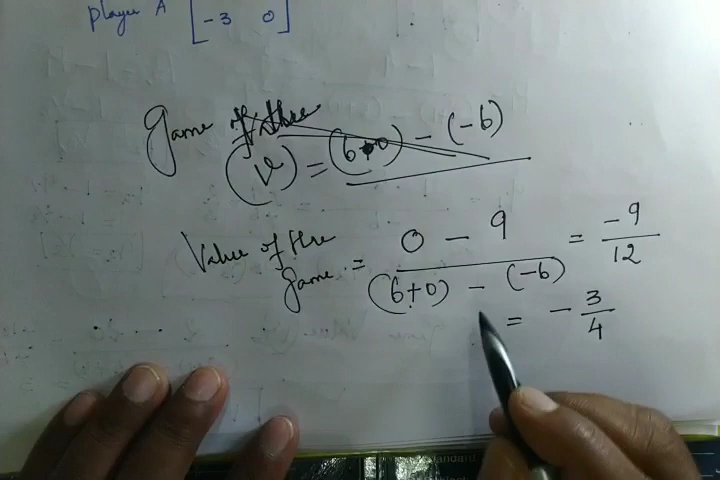 Player A [-3 0]
Game of thre
(V) = (6+0) - (-6)
Value of the
game = 0 - 9 / (6+0) - (-6) = -9 / 12
= - 3/4